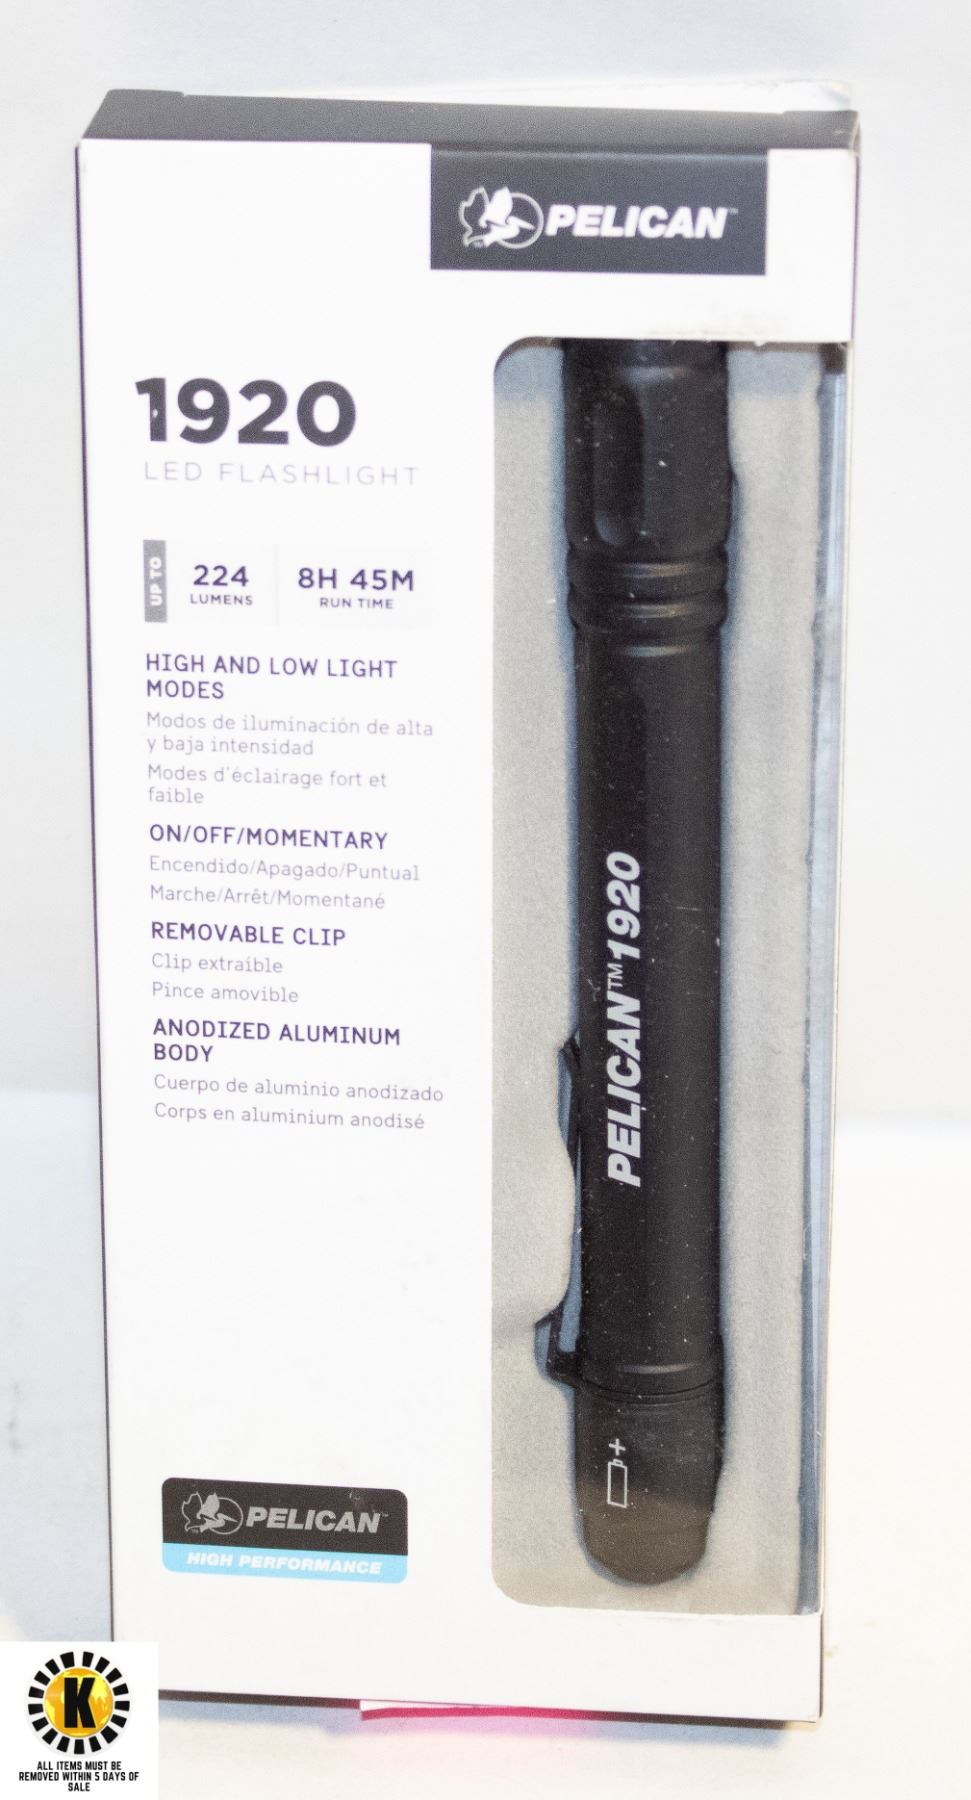 PELICAN™
1920
LED FLASHLIGHT
UP TO
224
LUMENS
8H 45M
RUN TIME
HIGH AND LOW LIGHT
MODES
Modos de iluminación de alta
y baja intensidad
Modes d'éclairage fort et
faible
ON/OFF/MOMENTARY
Encendido/Apagado/Puntual
Marche/Arrêt/Momentané
REMOVABLE CLIP
Clip extraíble
Pince amovible
ANODIZED ALUMINUM
BODY
Cuerpo de aluminio anodizado
Corps en aluminium anodisé
PELICAN™1920
+
PELICAN™
HIGH PERFORMANCE
K
ALL ITEMS MUST BE
REMOVED WITHIN 5 DAYS OF
SALE